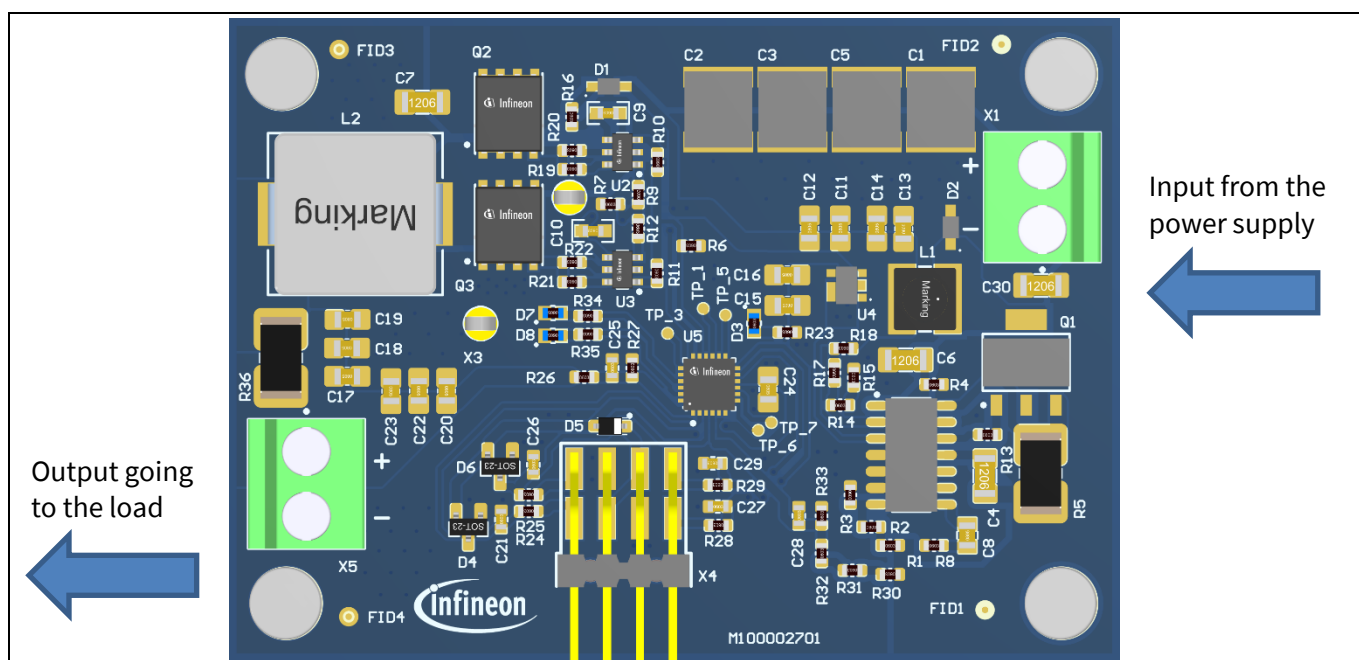 FID3
Q2
C7
1206
L2
Marking
Infineon
R20
R16
D1
C9
R10
R19
U2
R7
R9
Infineon
C10
R12
R22
R21
Q3
U3
R11
R6
C2
C3
C5
C1
FID2
X1
+
-
C12
C11
C14
C13
D2
L1
Marking
C30
1206
Q1
C16
C15
U4
TP_1
TP_5
TP_3
D3
R23
R18
U5
Infineon
D7
D8
R34
R35
C25
R27
R26
X3
C19
C18
C17
R36
C23
C22
C20
C24
R17
R15
1206
C6
R4
R14
TP_7
TP_6
D5
D6
SOT-23
C26
R25
R24
SOT-23
D4
C21
C29
R29
C27
R28
X4
+
-
X5
R33
R3
R2
C28
R32
R31
R1
R30
R8
C8
1206
C4
R13
R5
FID4
infineon
M100002701
FID1
Input from the
power supply
Output going
to the load